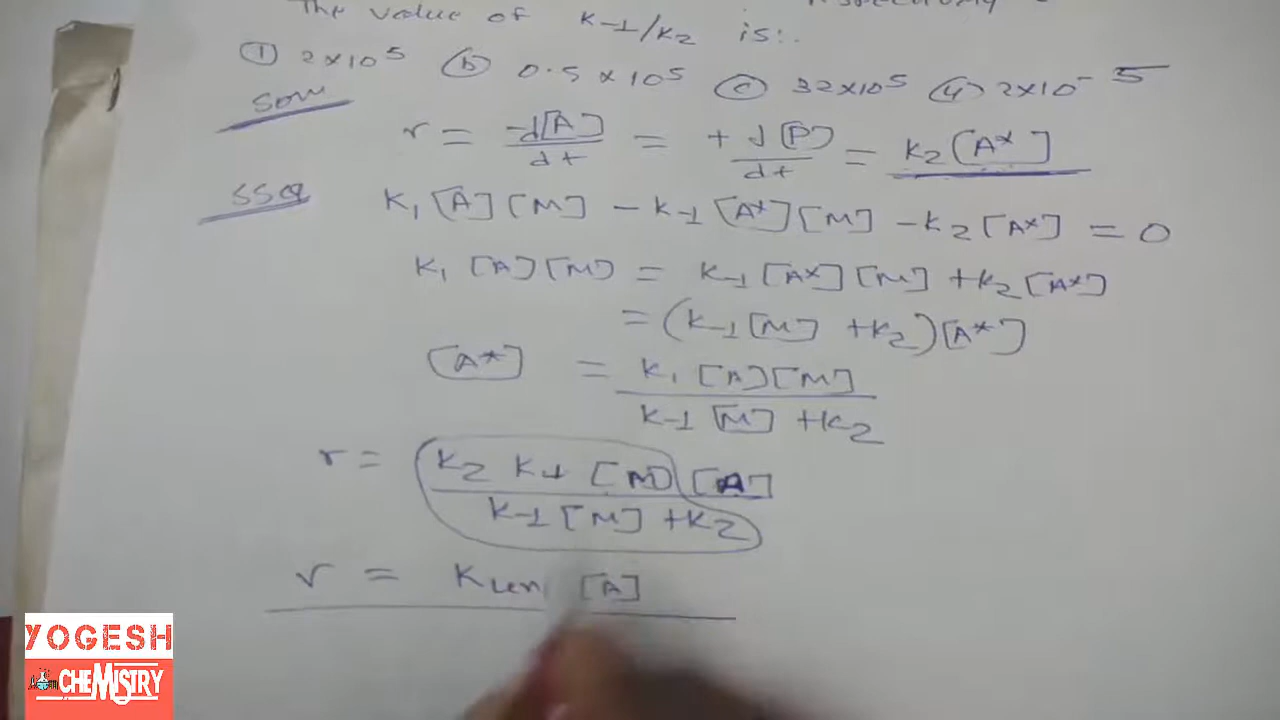 The value of K-1/K2 is:.
① 2×10^5 (b) 0.5 × 10^5 (c) 32×10^5 (4) 2×10^-5
Soln
r = -d[A]/dt = + d[P]/dt = K2[A*]
SSA K1[A][M] - K-1[A*][M] - K2[A*] = 0
K1[A][M] = K-1[A*][M] + K2[A*]
= (K-1[M] + K2)[A*]
[A*] = K1[A][M] / K-1[M] + K2
r = K2 K1 [M] [A] / K-1[M] + K2
r = Kuni [A]
YOGESH
CHEMISTRY